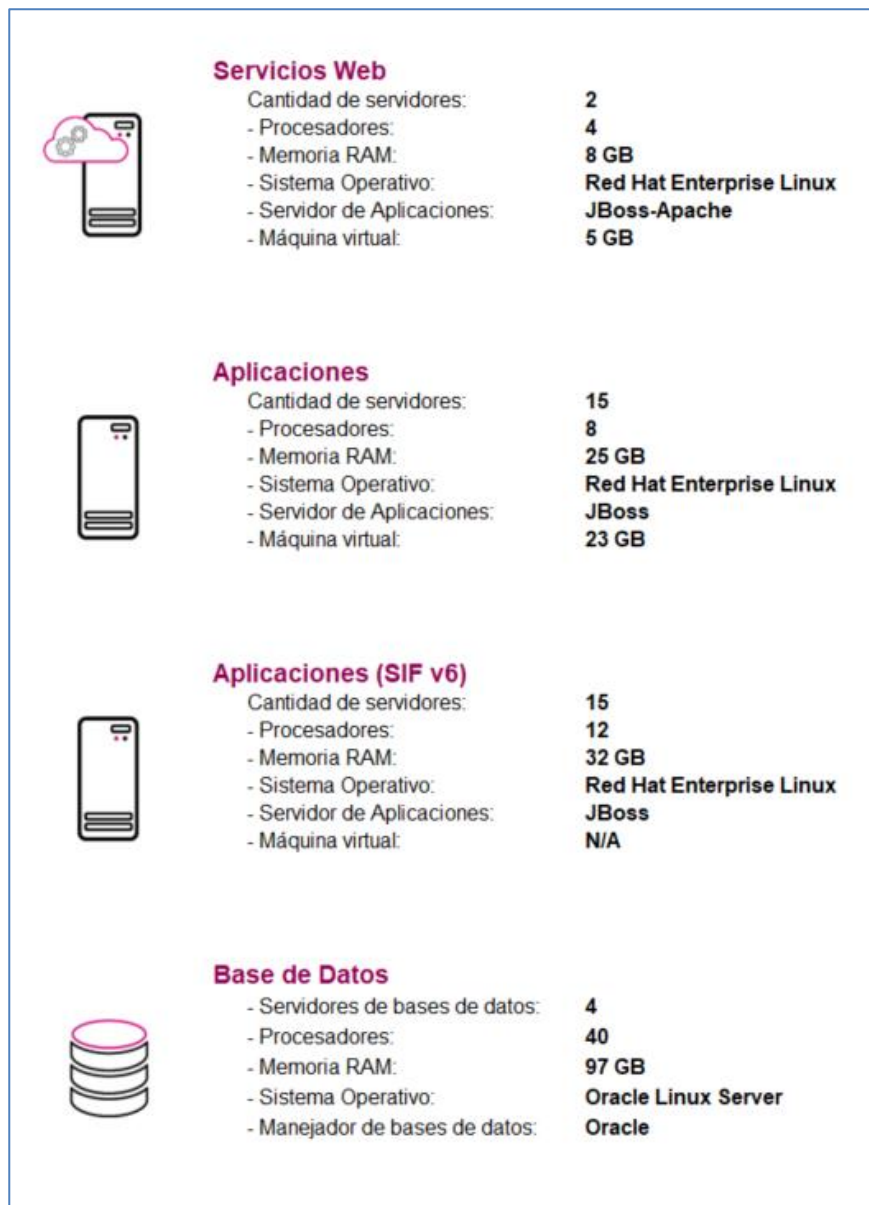 Servicios Web
Cantidad de servidores: 2
- Procesadores: 4
- Memoria RAM: 8 GB
- Sistema Operativo: Red Hat Enterprise Linux
- Servidor de Aplicaciones: JBoss-Apache
- Máquina virtual: 5 GB
Aplicaciones
Cantidad de servidores: 15
- Procesadores: 8
- Memoria RAM: 25 GB
- Sistema Operativo: Red Hat Enterprise Linux
- Servidor de Aplicaciones: JBoss
- Máquina virtual: 23 GB
Aplicaciones (SIF v6)
Cantidad de servidores: 15
- Procesadores: 12
- Memoria RAM: 32 GB
- Sistema Operativo: Red Hat Enterprise Linux
- Servidor de Aplicaciones: JBoss
- Máquina virtual: N/A
Base de Datos
- Servidores de bases de datos: 4
- Procesadores: 40
- Memoria RAM: 97 GB
- Sistema Operativo: Oracle Linux Server
- Manejador de bases de datos: Oracle